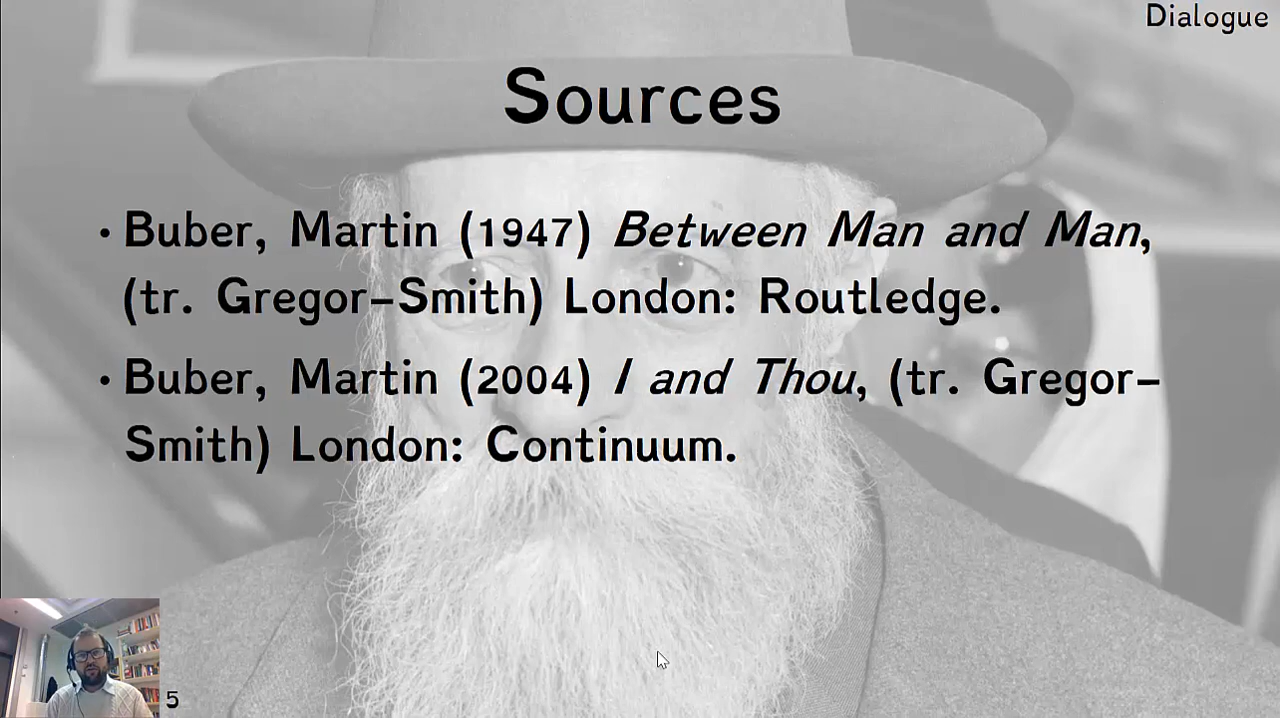 Dialogue
Sources
• Buber, Martin (1947) Between Man and Man,
(tr. Gregor–Smith) London: Routledge.
• Buber, Martin (2004) I and Thou, (tr. Gregor–
Smith) London: Continuum.
5